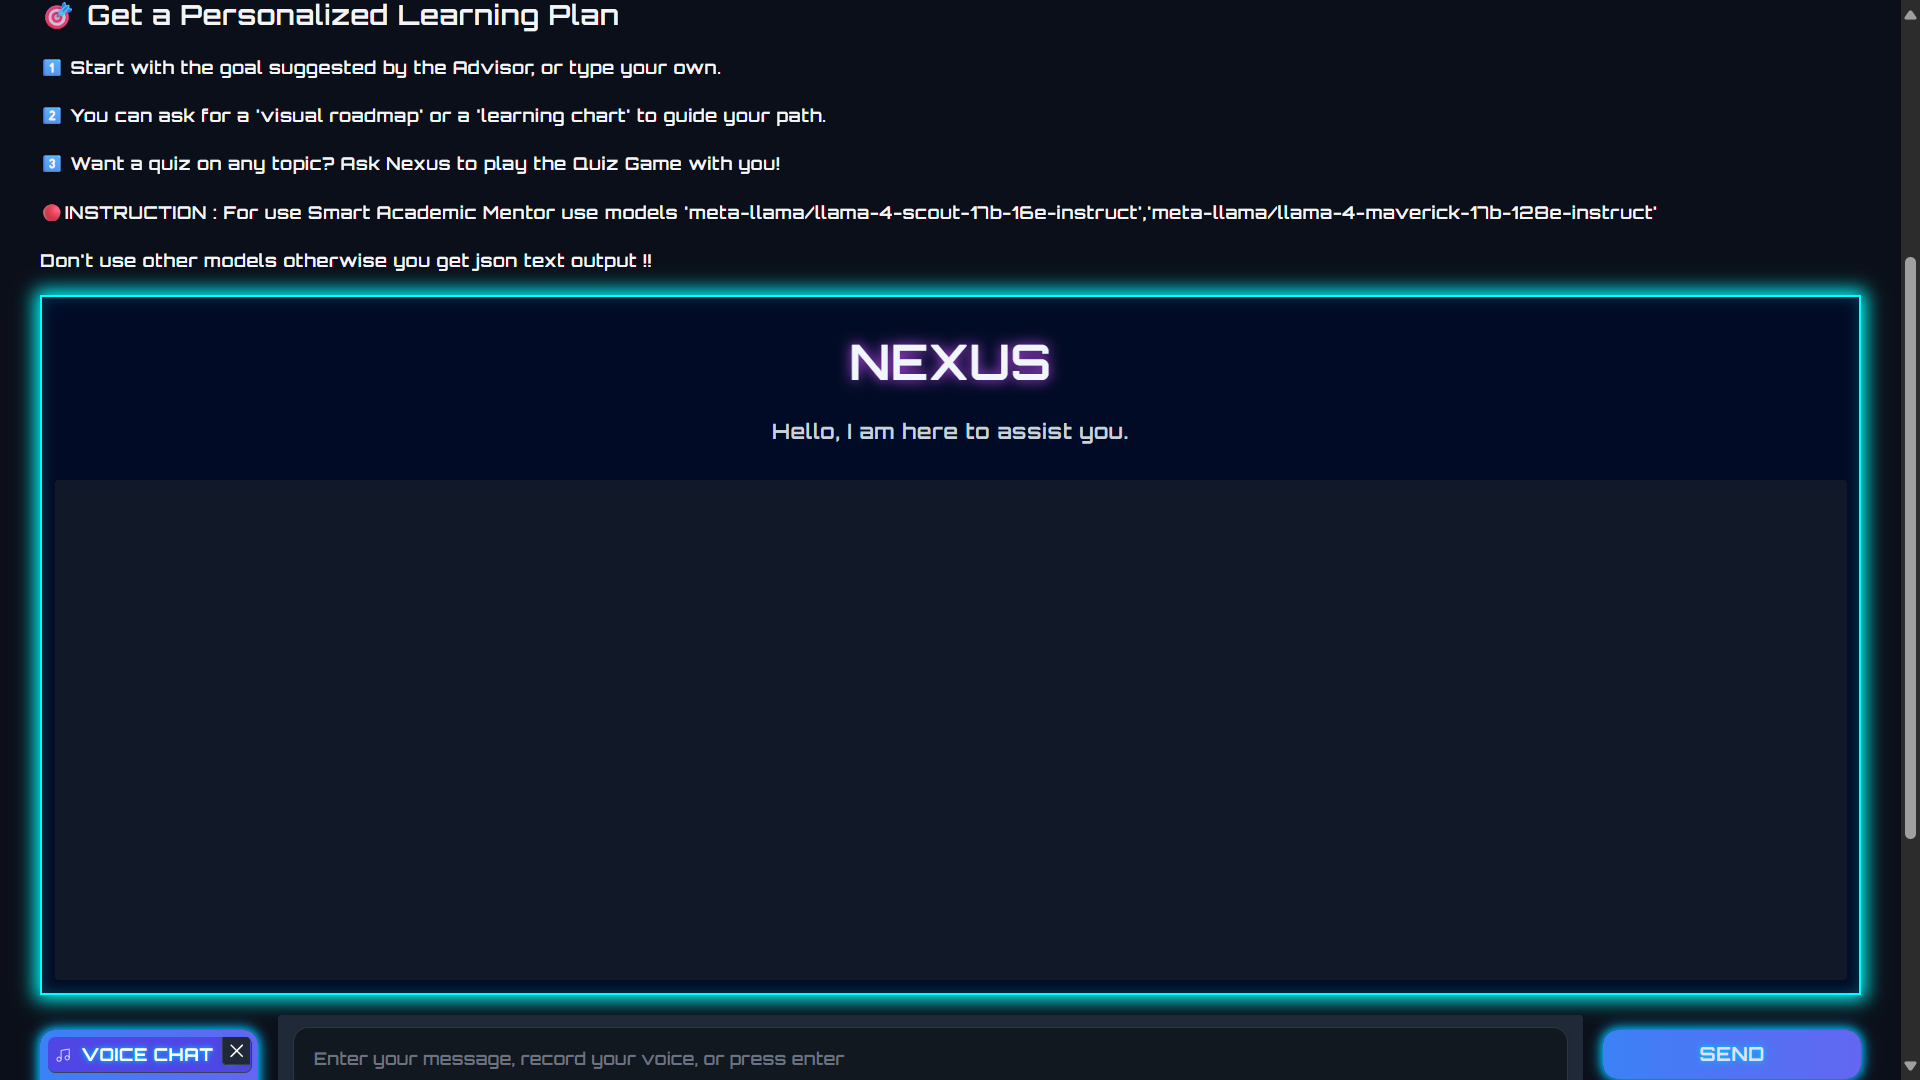 🎯 Get a Personalized Learning Plan
1️⃣ Start with the goal suggested by the Advisor, or type your own.
2️⃣ You can ask for a 'visual roadmap' or a 'learning chart' to guide your path.
3️⃣ Want a quiz on any topic? Ask Nexus to play the Quiz Game with you!
🔴INSTRUCTION : For use Smart Academic Mentor use models 'meta-llama/llama-4-scout-17b-16e-instruct','meta-llama/llama-4-maverick-17b-128e-instruct'
Don't use other models otherwise you get json text output !!
NEXUS
Hello, I am here to assist you.
VOICE CHAT
Enter your message, record your voice, or press enter
SEND